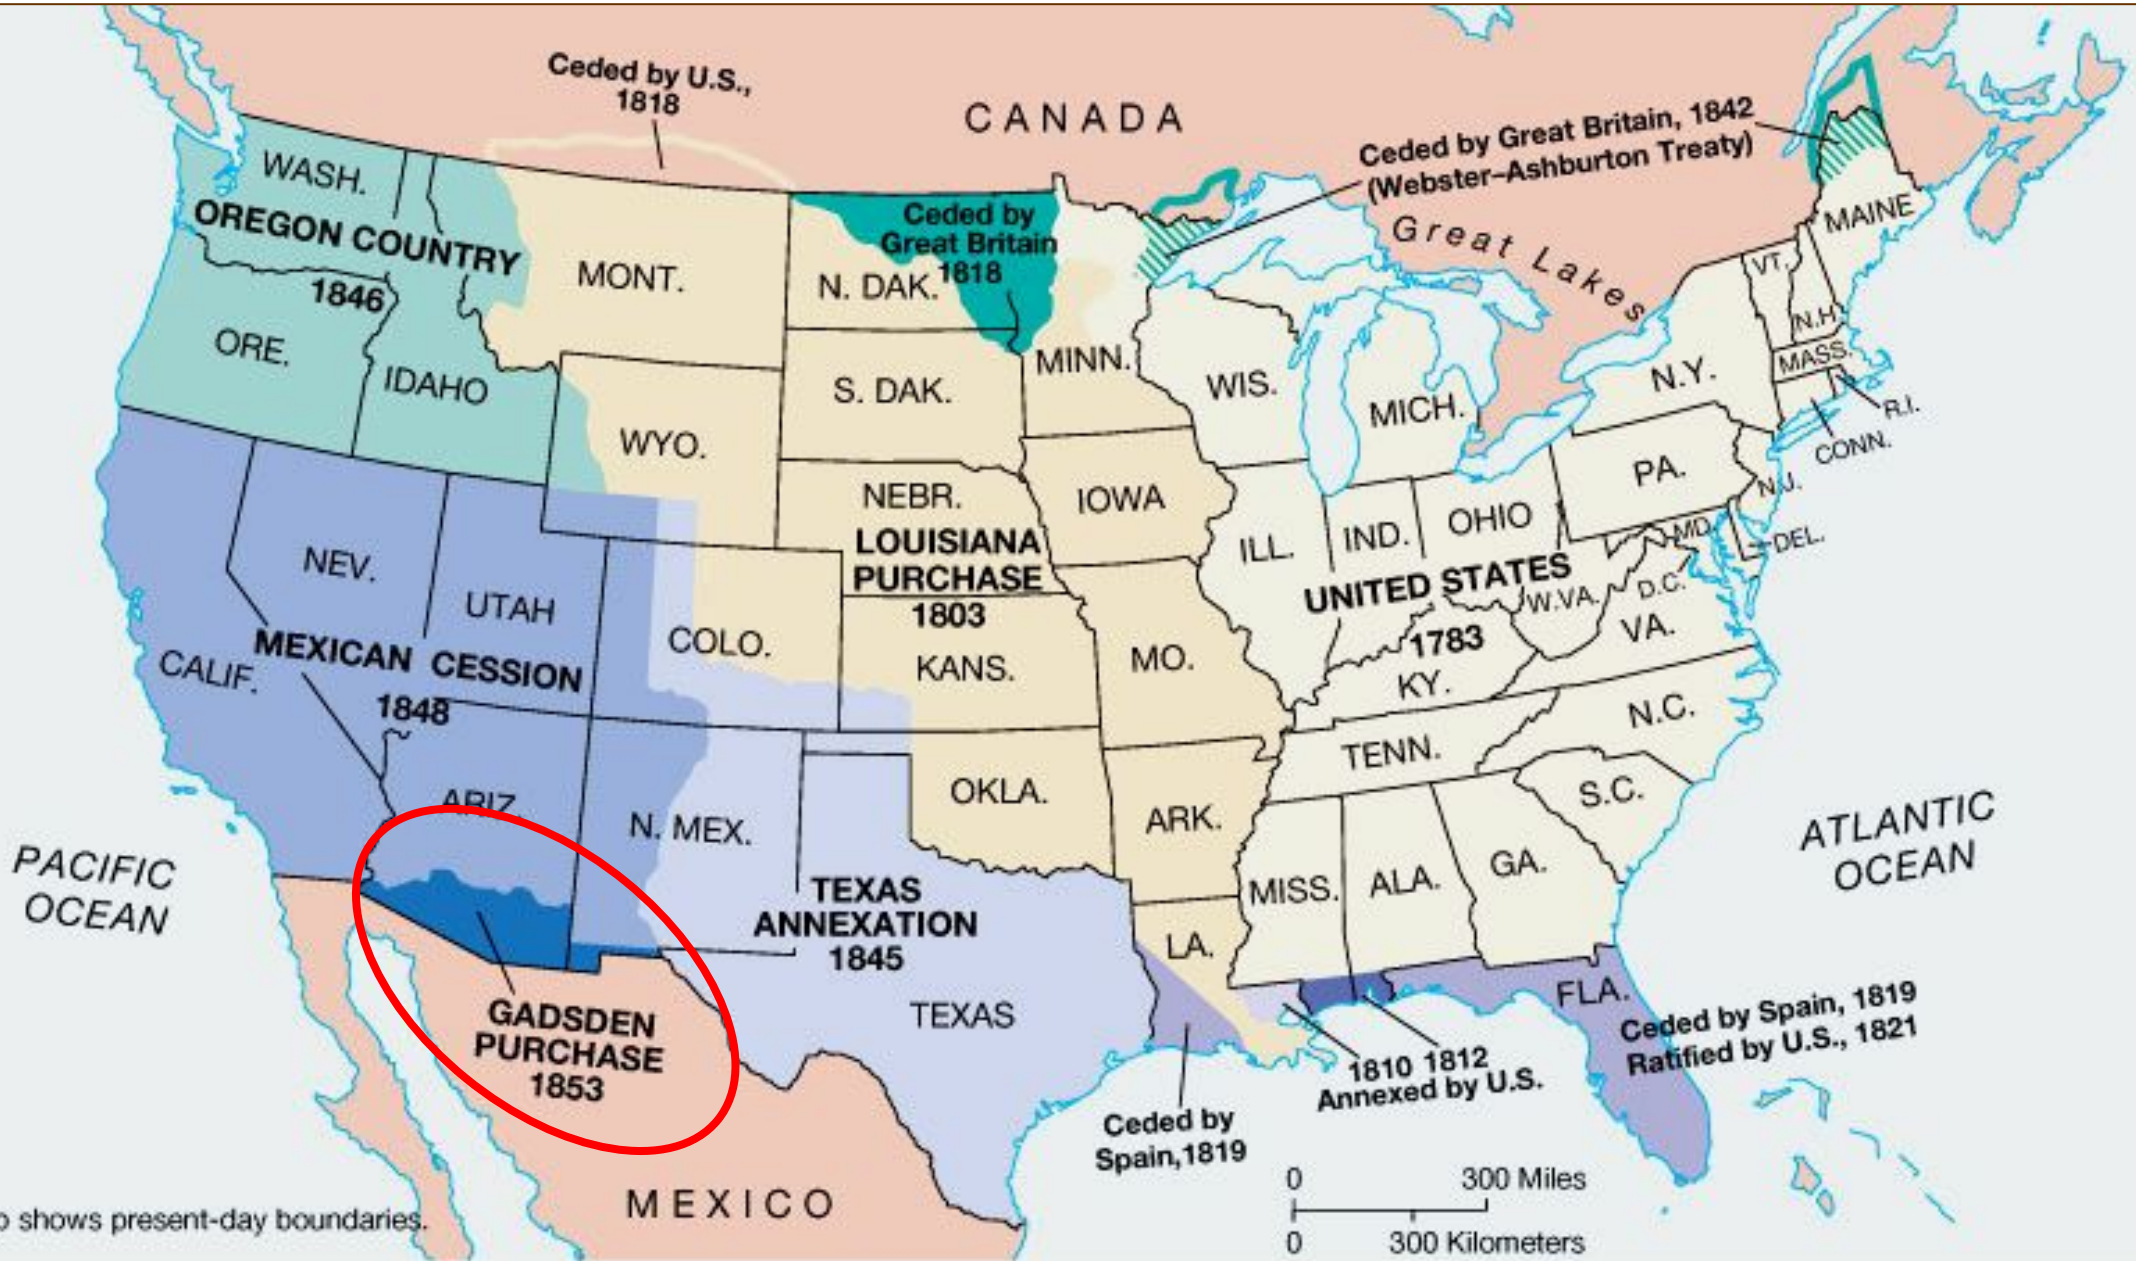 Ceded by U.S.,
1818
CANADA
Ceded by Great Britain, 1842
(Webster–Ashburton Treaty)
WASH.
OREGON COUNTRY
1846
ORE.
IDAHO
MONT.
Ceded by
Great Britain
1818
N. DAK.
S. DAK.
MINN.
Great Lakes
MAINE
VT.
N.H.
MASS.
R.I.
CONN.
N.Y.
WIS.
MICH.
WYO.
NEBR.
IOWA
PA.
N.J.
LOUISIANA
PURCHASE
1803
ILL.
IND.
OHIO
MD.
DEL.
UNITED STATES
1783
W.VA.
D.C.
VA.
NEV.
UTAH
COLO.
KANS.
MO.
KY.
MEXICAN CESSION
1848
CALIF.
N.C.
TENN.
ARIZ.
N. MEX.
OKLA.
ARK.
S.C.
PACIFIC
OCEAN
ATLANTIC
OCEAN
TEXAS
ANNEXATION
1845
MISS.
ALA.
GA.
LA.
TEXAS
FLA.
GADSDEN
PURCHASE
1853
Ceded by Spain, 1819
Ratified by U.S., 1821
1810 1812
Annexed by U.S.
Ceded by
Spain, 1819
MEXICO
0 300 Miles
0 300 Kilometers
shows present-day boundaries.